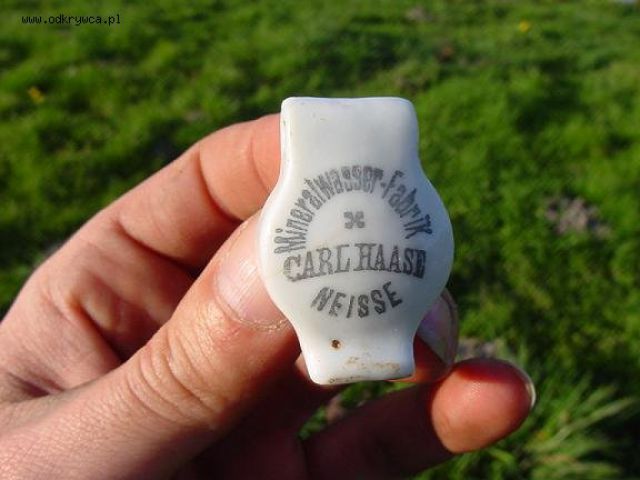 www.odkrywca.pl
Mineralwasser-Fabrik
CARL HAASE
NEISSE